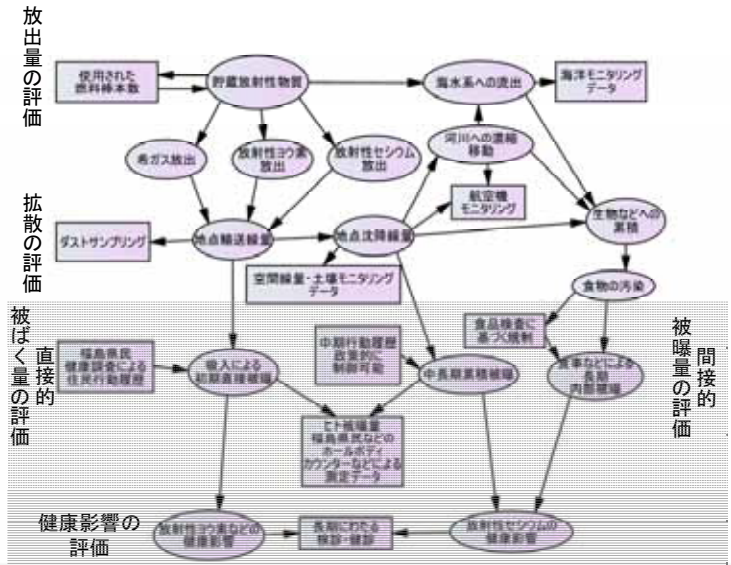 放出量の評価
使用された
燃料棒本数
貯蔵放射性物質
海水系への流出
海洋モニタリング
データ
希ガス放出
放射性ヨウ素
放出
放射性セシウム
放出
河川への濃縮
移動
航空機
モニタリング
拡散の評価
ダストサンプリング
地点輸送線量
地点沈降線量
生物などへの
累積
空間線量・土壌モニタリング
データ
食物の汚染
被ばく量の評価
直接的
福島県民
健康調査による
住民行動履歴
吸入による
初期直接被曝
中期行動履歴
政策的に
制御可能
中長期累積被曝
食品検査に
基づく規制
食事などによる
長期
内部被曝
被曝量の評価
間接的
ヒト被曝量
福島県民などの
ホールボディ
カウンターなどによる
測定データ
健康影響の
評価
放射性ヨウ素などの
健康影響
長期にわたる
検診・健診
放射性セシウムの
健康影響